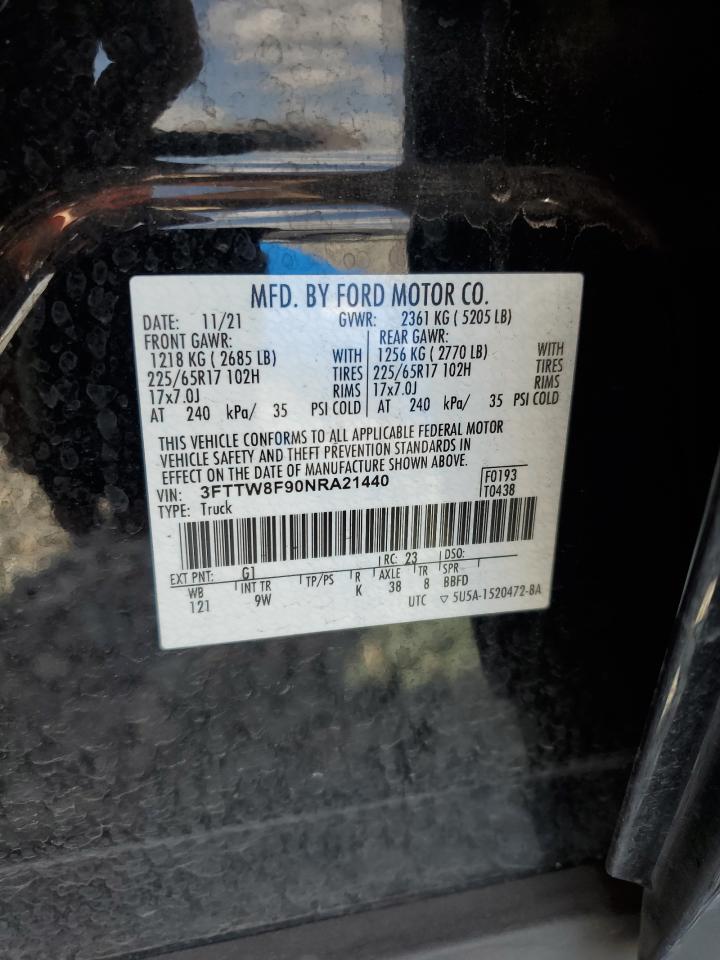 MFD. BY FORD MOTOR CO.
DATE: 11/21 GVWR: 2361 KG ( 5205 LB)
FRONT GAWR: REAR GAWR:
1218 KG ( 2685 LB) WITH 1256 KG ( 2770 LB) WITH
225/65R17 102H TIRES 225/65R17 102H TIRES
17x7.0J RIMS 17x7.0J RIMS
AT 240 kPa/ 35 PSI COLD AT 240 kPa/ 35 PSI COLD
THIS VEHICLE CONFORMS TO ALL APPLICABLE FEDERAL MOTOR
VEHICLE SAFETY AND THEFT PREVENTION STANDARDS IN
EFFECT ON THE DATE OF MANUFACTURE SHOWN ABOVE.
VIN: 3FTTW8F90NRA21440 F0193
TYPE: Truck T0438
EXT PNT: G1 RC: 23 DSO:
WB INT TR TP/PS R AXLE TR SPR
121 9W K 38 8 BBFD
UTC ▽ 5U5A-1520472-8A